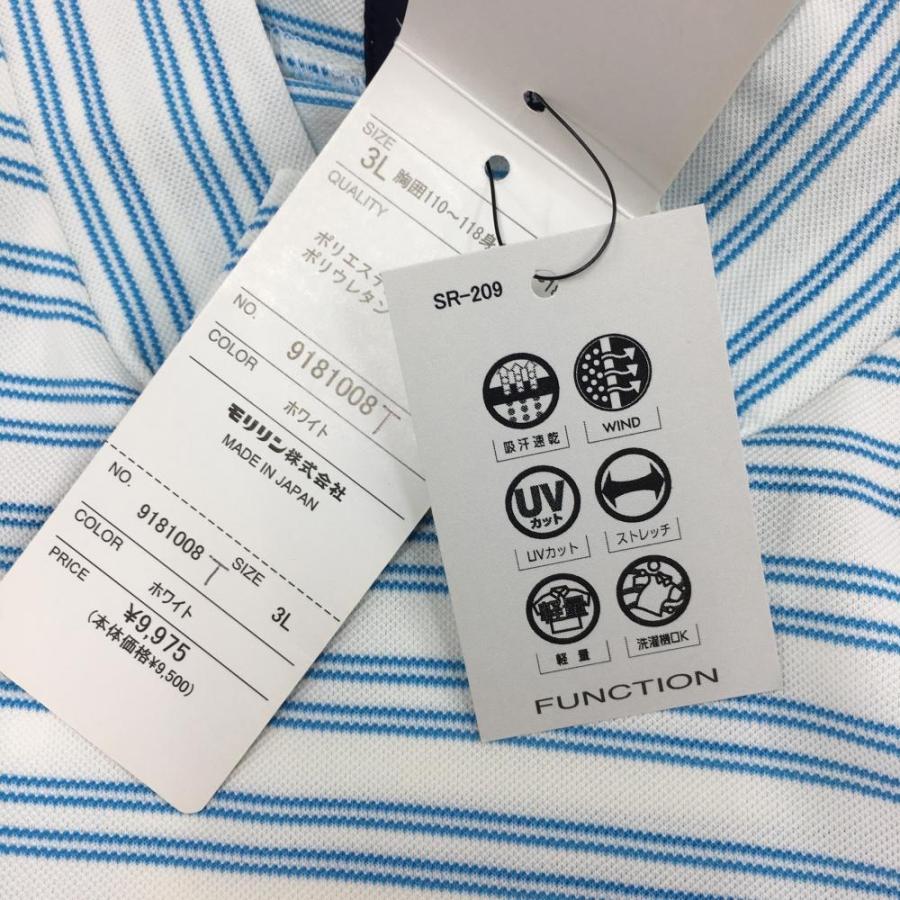 SIZE
3L 胸囲110～118身
QUALITY
ポリエステ
ポリウレタン
NO.
9181008 T
COLOR
ホワイト
モリリン株式会社
MADE IN JAPAN
NO.
9181008 T
COLOR SIZE
ホワイト 3L
PRICE
¥9,975
(本体価格¥9,500)
SR-209
吸汗速乾
WIND
UV
カット
UVカット
ストレッチ
軽量
軽量
洗濯機OK
FUNCTION